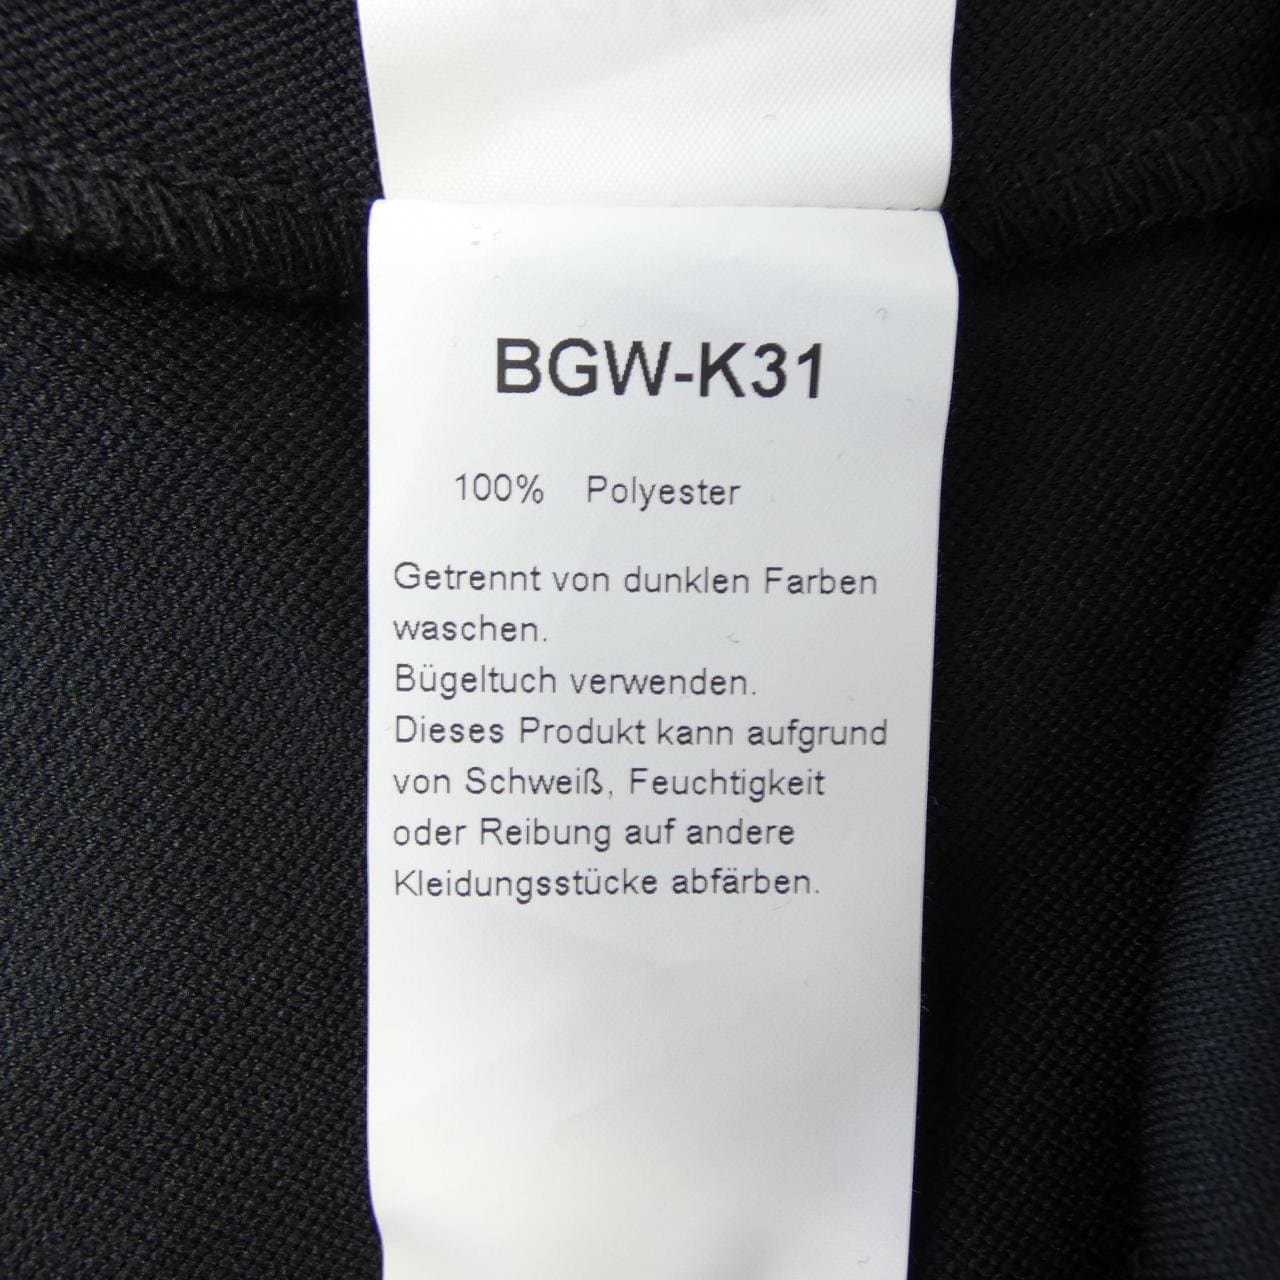 BGW-K31
100% Polyester
Getrennt von dunklen Farben
waschen.
Bügeltuch verwenden.
Dieses Produkt kann aufgrund
von Schweiß, Feuchtigkeit
oder Reibung auf andere
Kleidungsstücke abfärben.